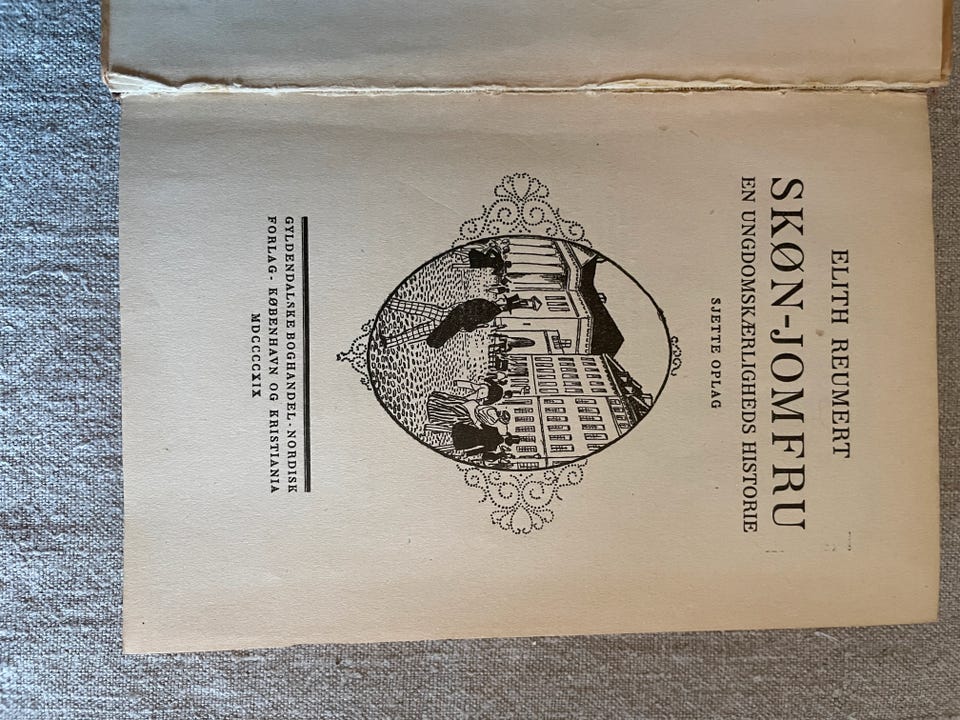 ELITH REUMERT
SKØN-JOMFRU
EN UNGDOMSKÆRLIGHEDS HISTORIE
SJETTE OPLAG
GYLDENDALSKE BOGHANDEL · NORDISK
FORLAG · KØBENHAVN OG KRISTIANIA
MDCCCCXIX